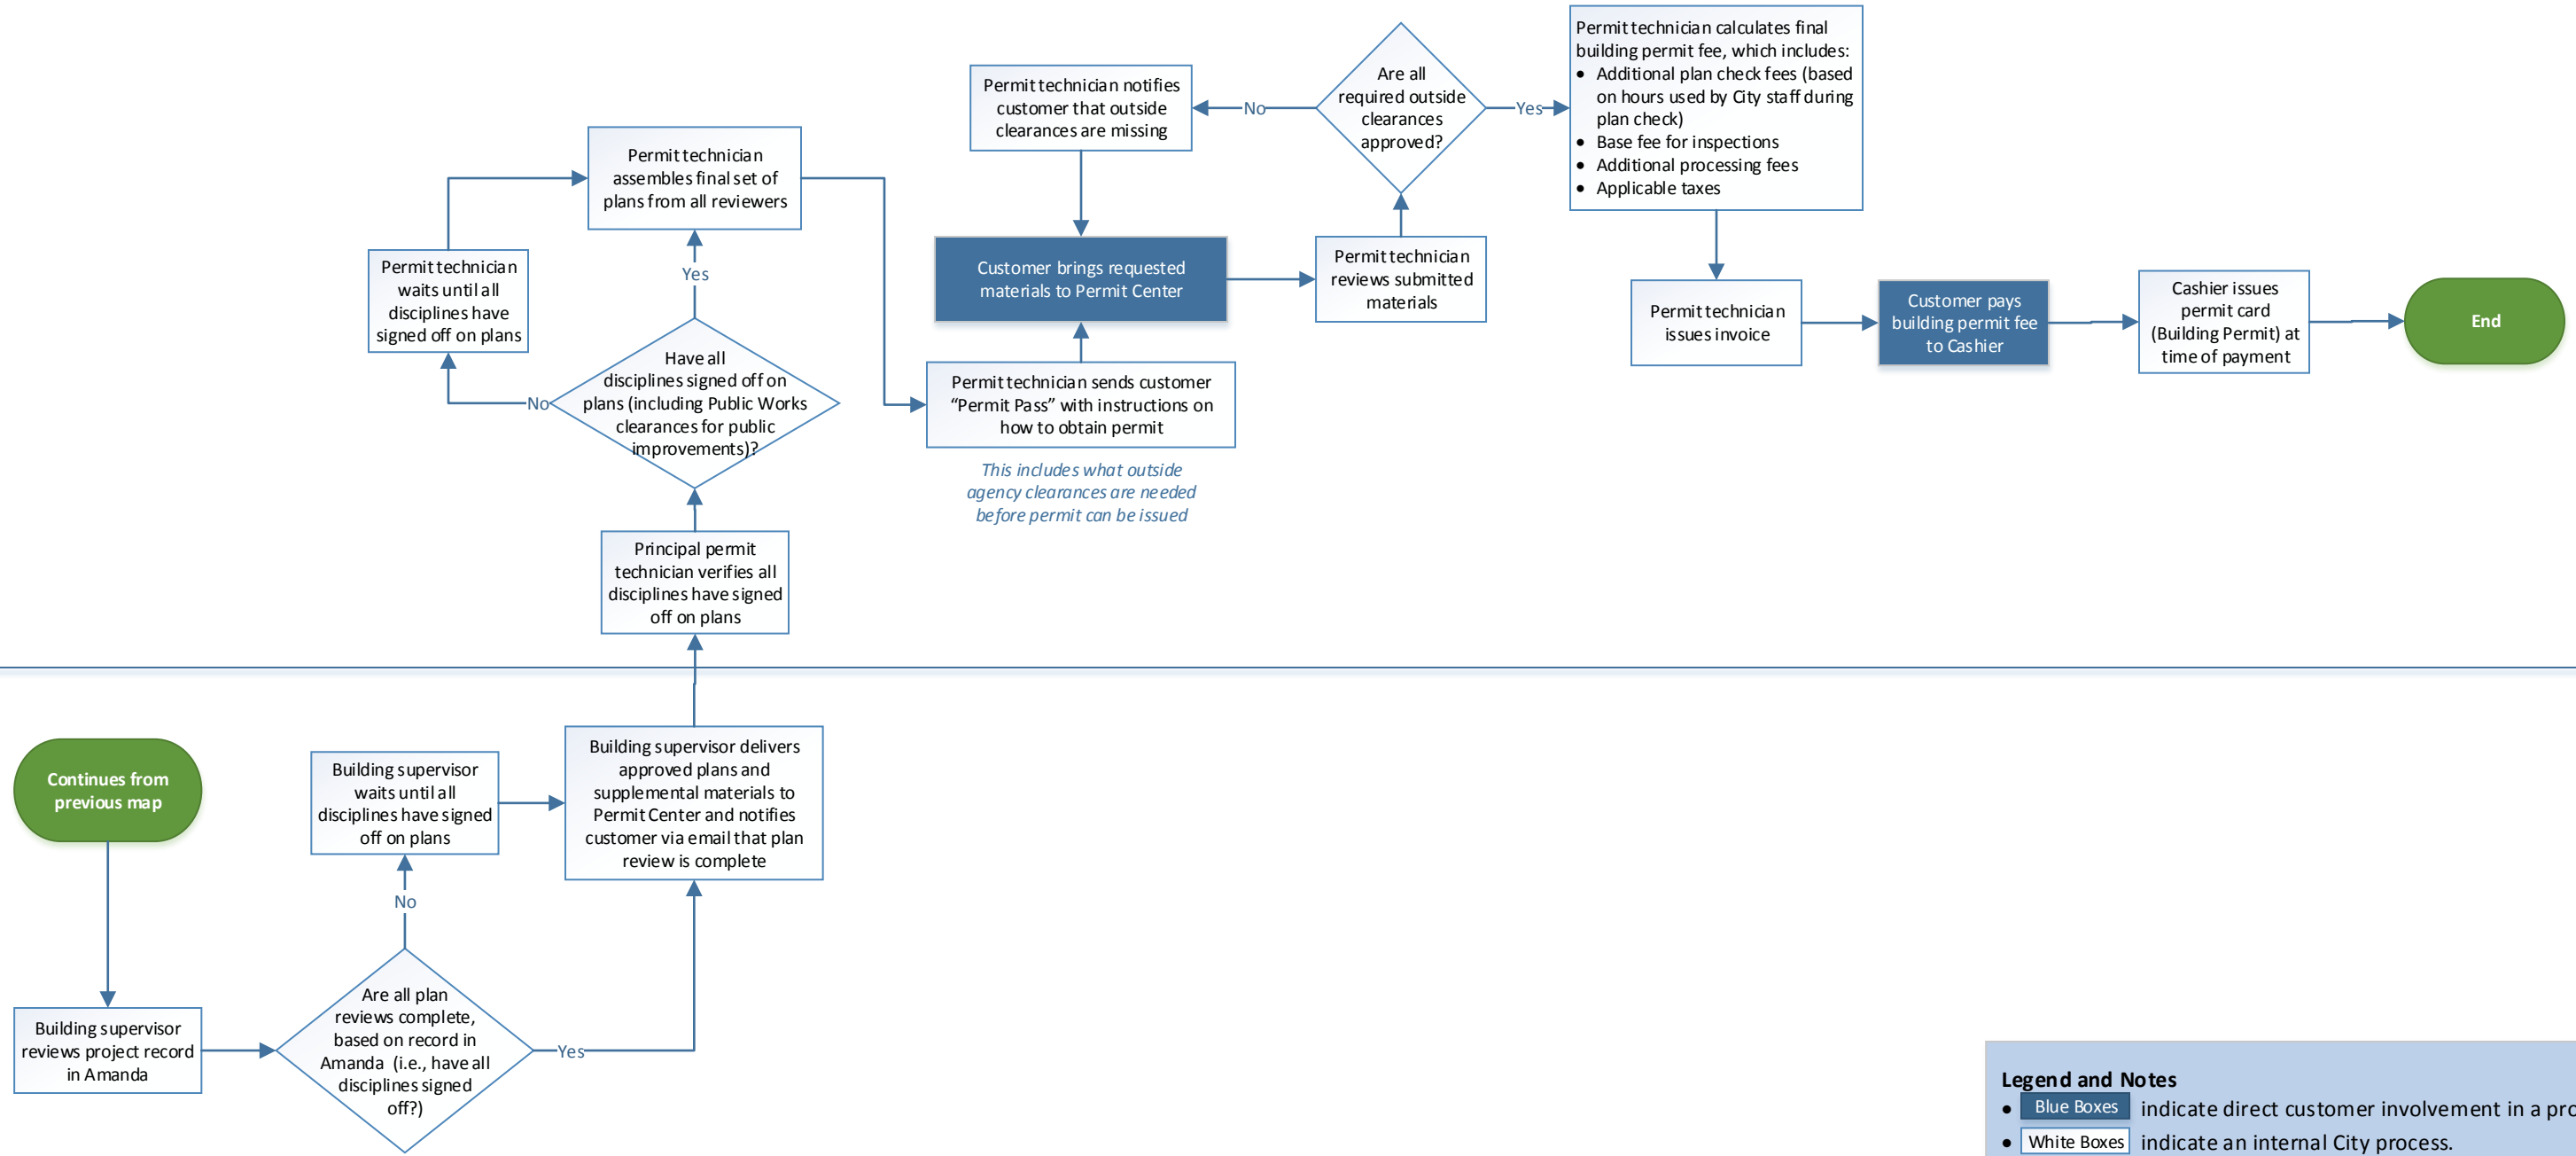 Permit technician calculates final
building permit fee, which includes:
• Additional plan check fees (based
on hours used by City staff during
plan check)
• Base fee for inspections
• Additional processing fees
• Applicable taxes
Are all
required outside
clearances
approved?
No
Yes
Permit technician notifies
customer that outside
clearances are missing
Permit technician
assembles final set of
plans from all reviewers
Permit technician
waits until all
disciplines have
signed off on plans
Yes
Customer brings requested
materials to Permit Center
Permit technician
reviews submitted
materials
Permit technician
issues invoice
Customer pays
building permit fee
to Cashier
Cashier issues
permit card
(Building Permit) at
time of payment
End
Have all
disciplines signed off on
plans (including Public Works
clearances for public
improvements)?
No
Permit technician sends customer
“Permit Pass” with instructions on
how to obtain permit
This includes what outside
agency clearances are needed
before permit can be issued
Principal permit
technician verifies all
disciplines have signed
off on plans
Continues from
previous map
Building supervisor
waits until all
disciplines have signed
off on plans
Building supervisor delivers
approved plans and
supplemental materials to
Permit Center and notifies
customer via email that plan
review is complete
No
Building supervisor
reviews project record
in Amanda
Are all plan
reviews complete,
based on record in
Amanda (i.e., have all
disciplines signed
off?)
Yes
Legend and Notes
• Blue Boxes indicate direct customer involvement in a pro
• White Boxes indicate an internal City process.